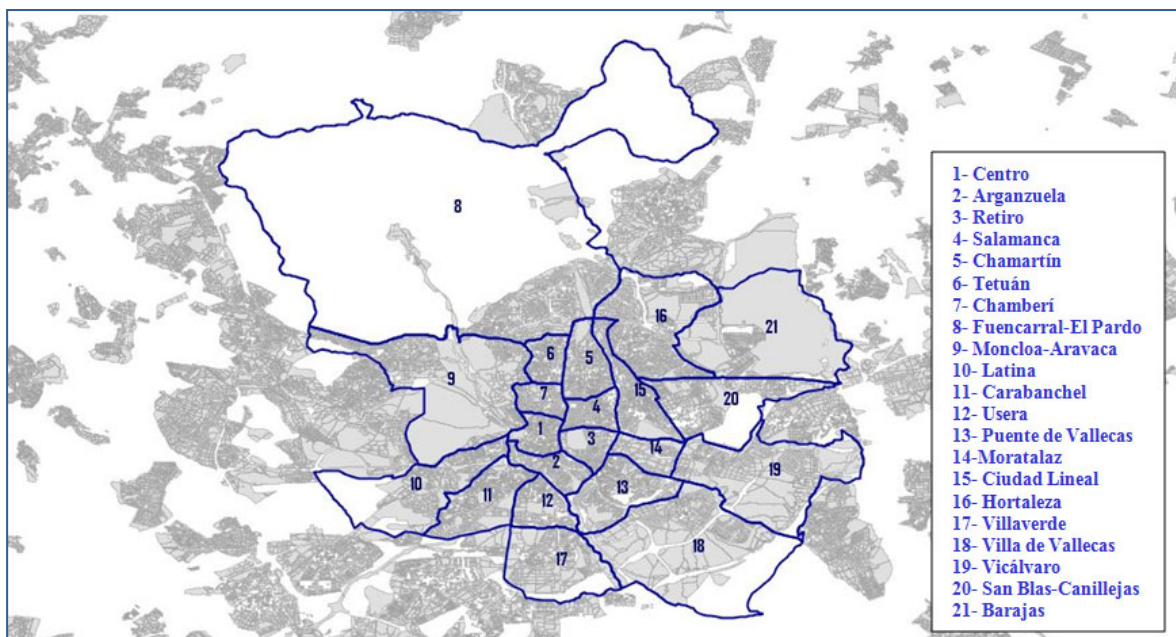 8
16
21
6
5
9
15
20
7
4
1
3
14
2
19
10
11
12
13
18
17
1- Centro
2- Arganzuela
3- Retiro
4- Salamanca
5- Chamartín
6- Tetuán
7- Chamberí
8- Fuencarral-El Pardo
9- Moncloa-Aravaca
10- Latina
11- Carabanchel
12- Usera
13- Puente de Vallecas
14-Moratalaz
15- Ciudad Lineal
16- Hortaleza
17- Villaverde
18- Villa de Vallecas
19- Vicálvaro
20- San Blas-Canillejas
21- Barajas